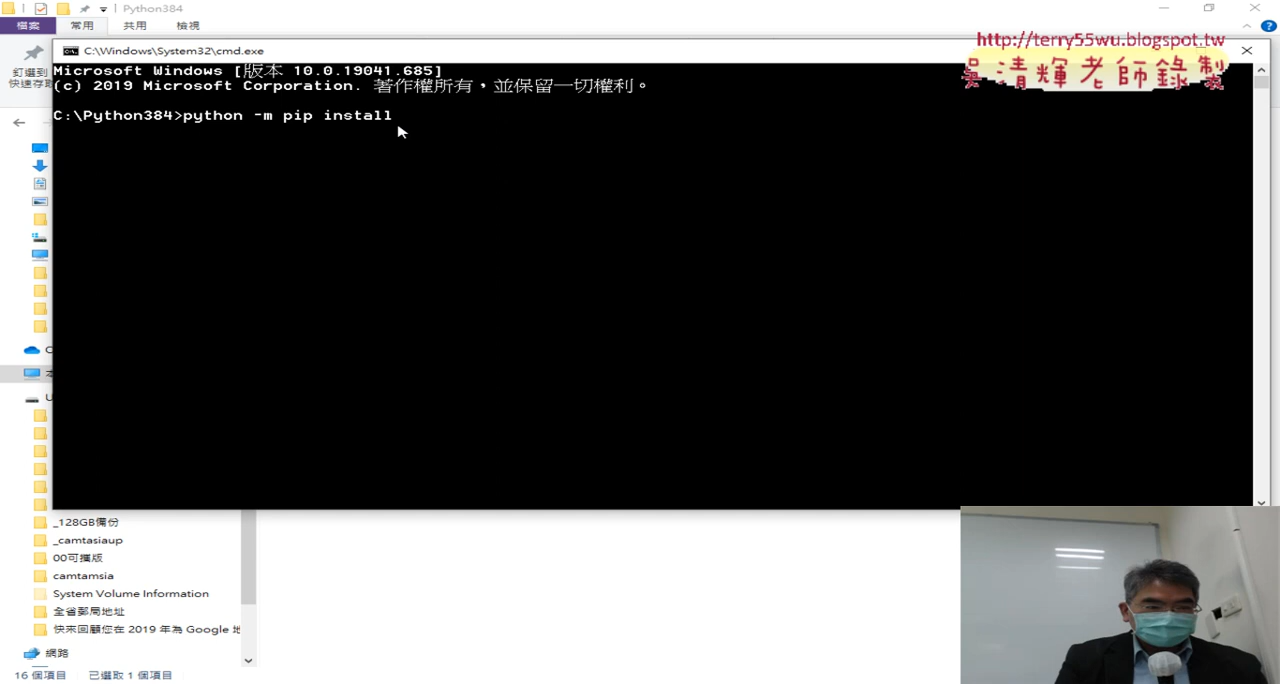 Python384
檔案
常用
共用
檢視
http://terry55wu.blogspot.tw
吳清輝老師錄製
釘選到
快速存取
C:\Windows\System32\cmd.exe
Microsoft Windows [版本 10.0.19041.685]
(c) 2019 Microsoft Corporation. 著作權所有，並保留一切權利。
C:\Python384>python -m pip install
_128GB備份
_camtasiaup
00可攜版
camtamsia
System Volume Information
全省郵局地址
快來回顧您在 2019 年為 Google 地
網路
16 個項目
已選取 1 個項目